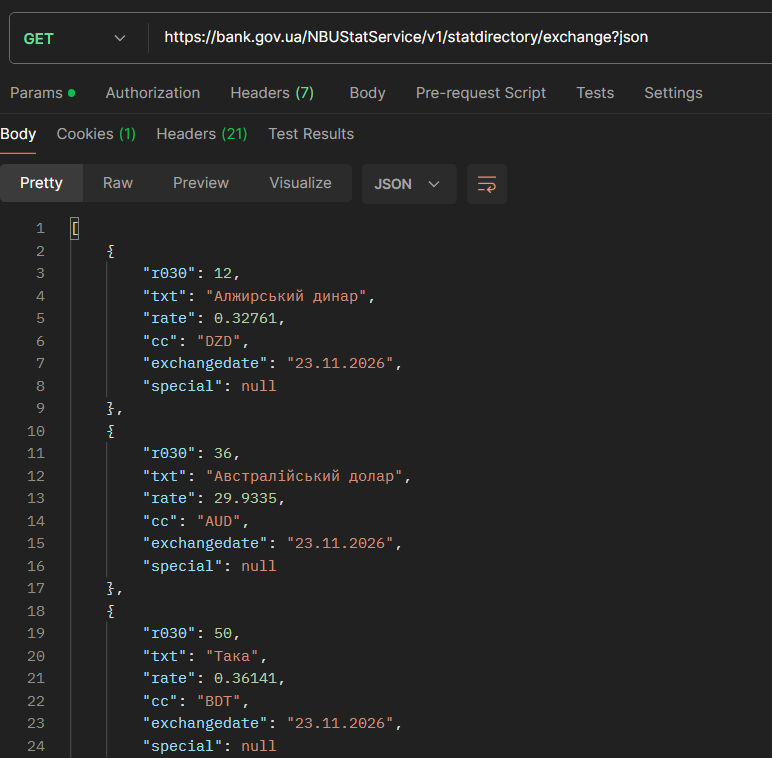 GET https://bank.gov.ua/NBUStatService/v1/statdirectory/exchange?json
Params Authorization Headers (7) Body Pre-request Script Tests Settings
Body Cookies (1) Headers (21) Test Results
Pretty Raw Preview Visualize JSON
1 [
2 {
3 "r030": 12,
4 "txt": "Алжирський динар",
5 "rate": 0.32761,
6 "cc": "DZD",
7 "exchangedate": "23.11.2026",
8 "special": null
9 },
10 {
11 "r030": 36,
12 "txt": "Австралійський долар",
13 "rate": 29.9335,
14 "cc": "AUD",
15 "exchangedate": "23.11.2026",
16 "special": null
17 },
18 {
19 "r030": 50,
20 "txt": "Така",
21 "rate": 0.36141,
22 "cc": "BDT",
23 "exchangedate": "23.11.2026",
24 "special": null